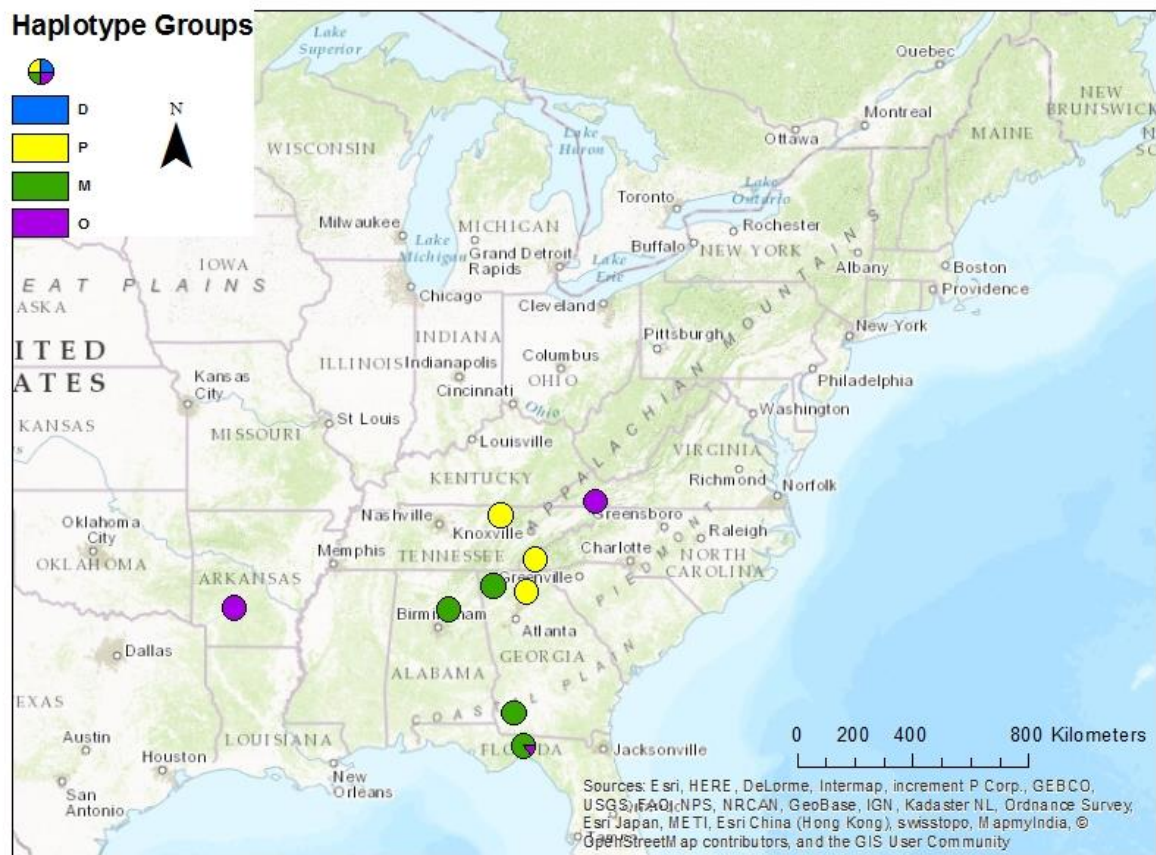 Haplotype Groups
D
P
M
O
N
Lake
Superior
Quebec
NEW
BRUNSWICK
Montreal
Ottawa
MAINE
WISCONSIN
Lake
Huron
Toronto
Lake
Ontario
Rochester
MICHIGAN
Milwaukee
Lake
Michigan
Grand
Rapids
Detroit
Buffalo
NEW YORK
Albany
Boston
Providence
Lake
Erie
IOWA
EAT PLAINS
ASKA
Chicago
Cleveland
INDIANA
Pittsburgh
New York
ITED
ATES
ILLINOIS
Indianapolis
Columbus
OHIO
Philadelphia
APPALACHIAN MOUNTAINS
Kansas
City
Cincinnati
Ohio
Washington
KANSAS
St Louis
MISSOURI
Louisville
VIRGINIA
Richmond
Norfolk
KENTUCKY
Nashville
Knoxville
Greensboro
Raleigh
Oklahoma
City
OKLAHOMA
Memphis
TENNESSEE
Charlotte
NORTH
CAROLINA
PIEDMONT
ARKANSAS
Greenville
Birmingham
Atlanta
Dallas
GEORGIA
ALABAMA
COASTAL PLAIN
EXAS
Austin
Houston
LOUISIANA
New
Orleans
FLORIDA
Jacksonville
San
Antonio
0 200 400 800 Kilometers
Sources: Esri, HERE, DeLorme, Intermap, increment P Corp., GEBCO,
USGS, FAO, NPS, NRCAN, GeoBase, IGN, Kadaster NL, Ordnance Survey,
Esri Japan, METI, Esri China (Hong Kong), swisstopo, MapmyIndia, ©
OpenStreetMap contributors, and the GIS User Community